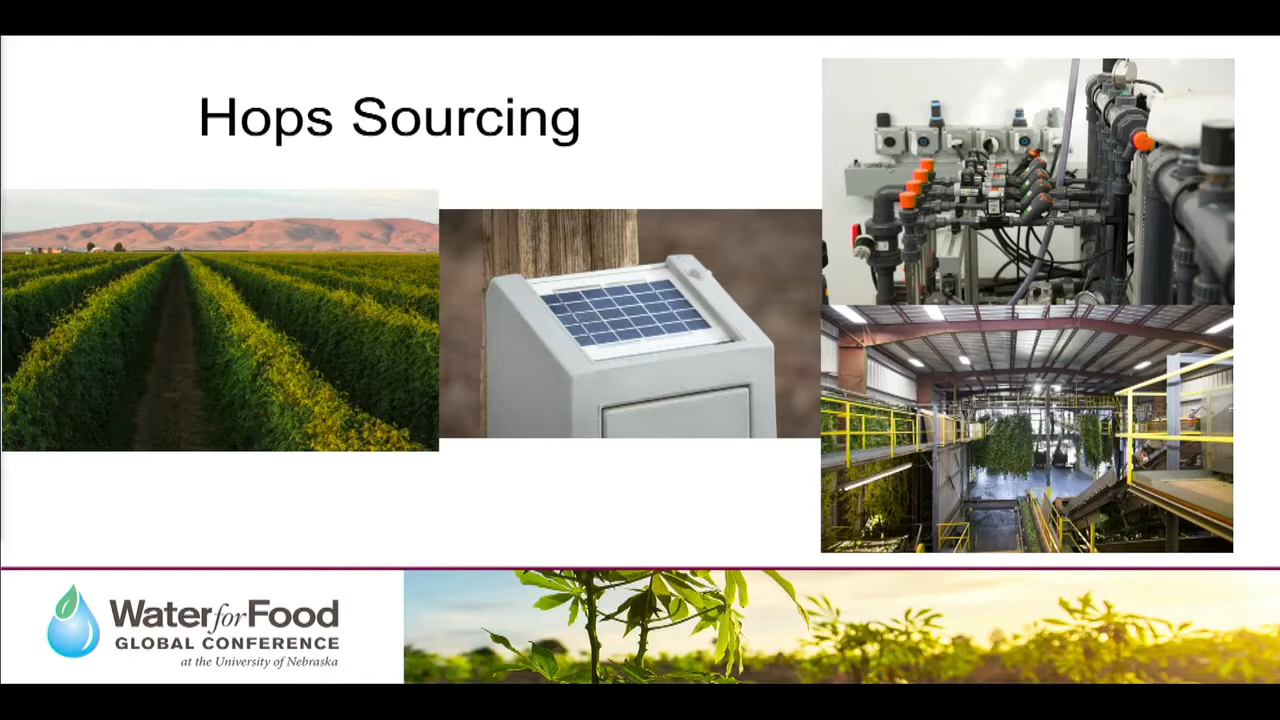 Hops Sourcing
Water for Food
GLOBAL CONFERENCE
at the University of Nebraska